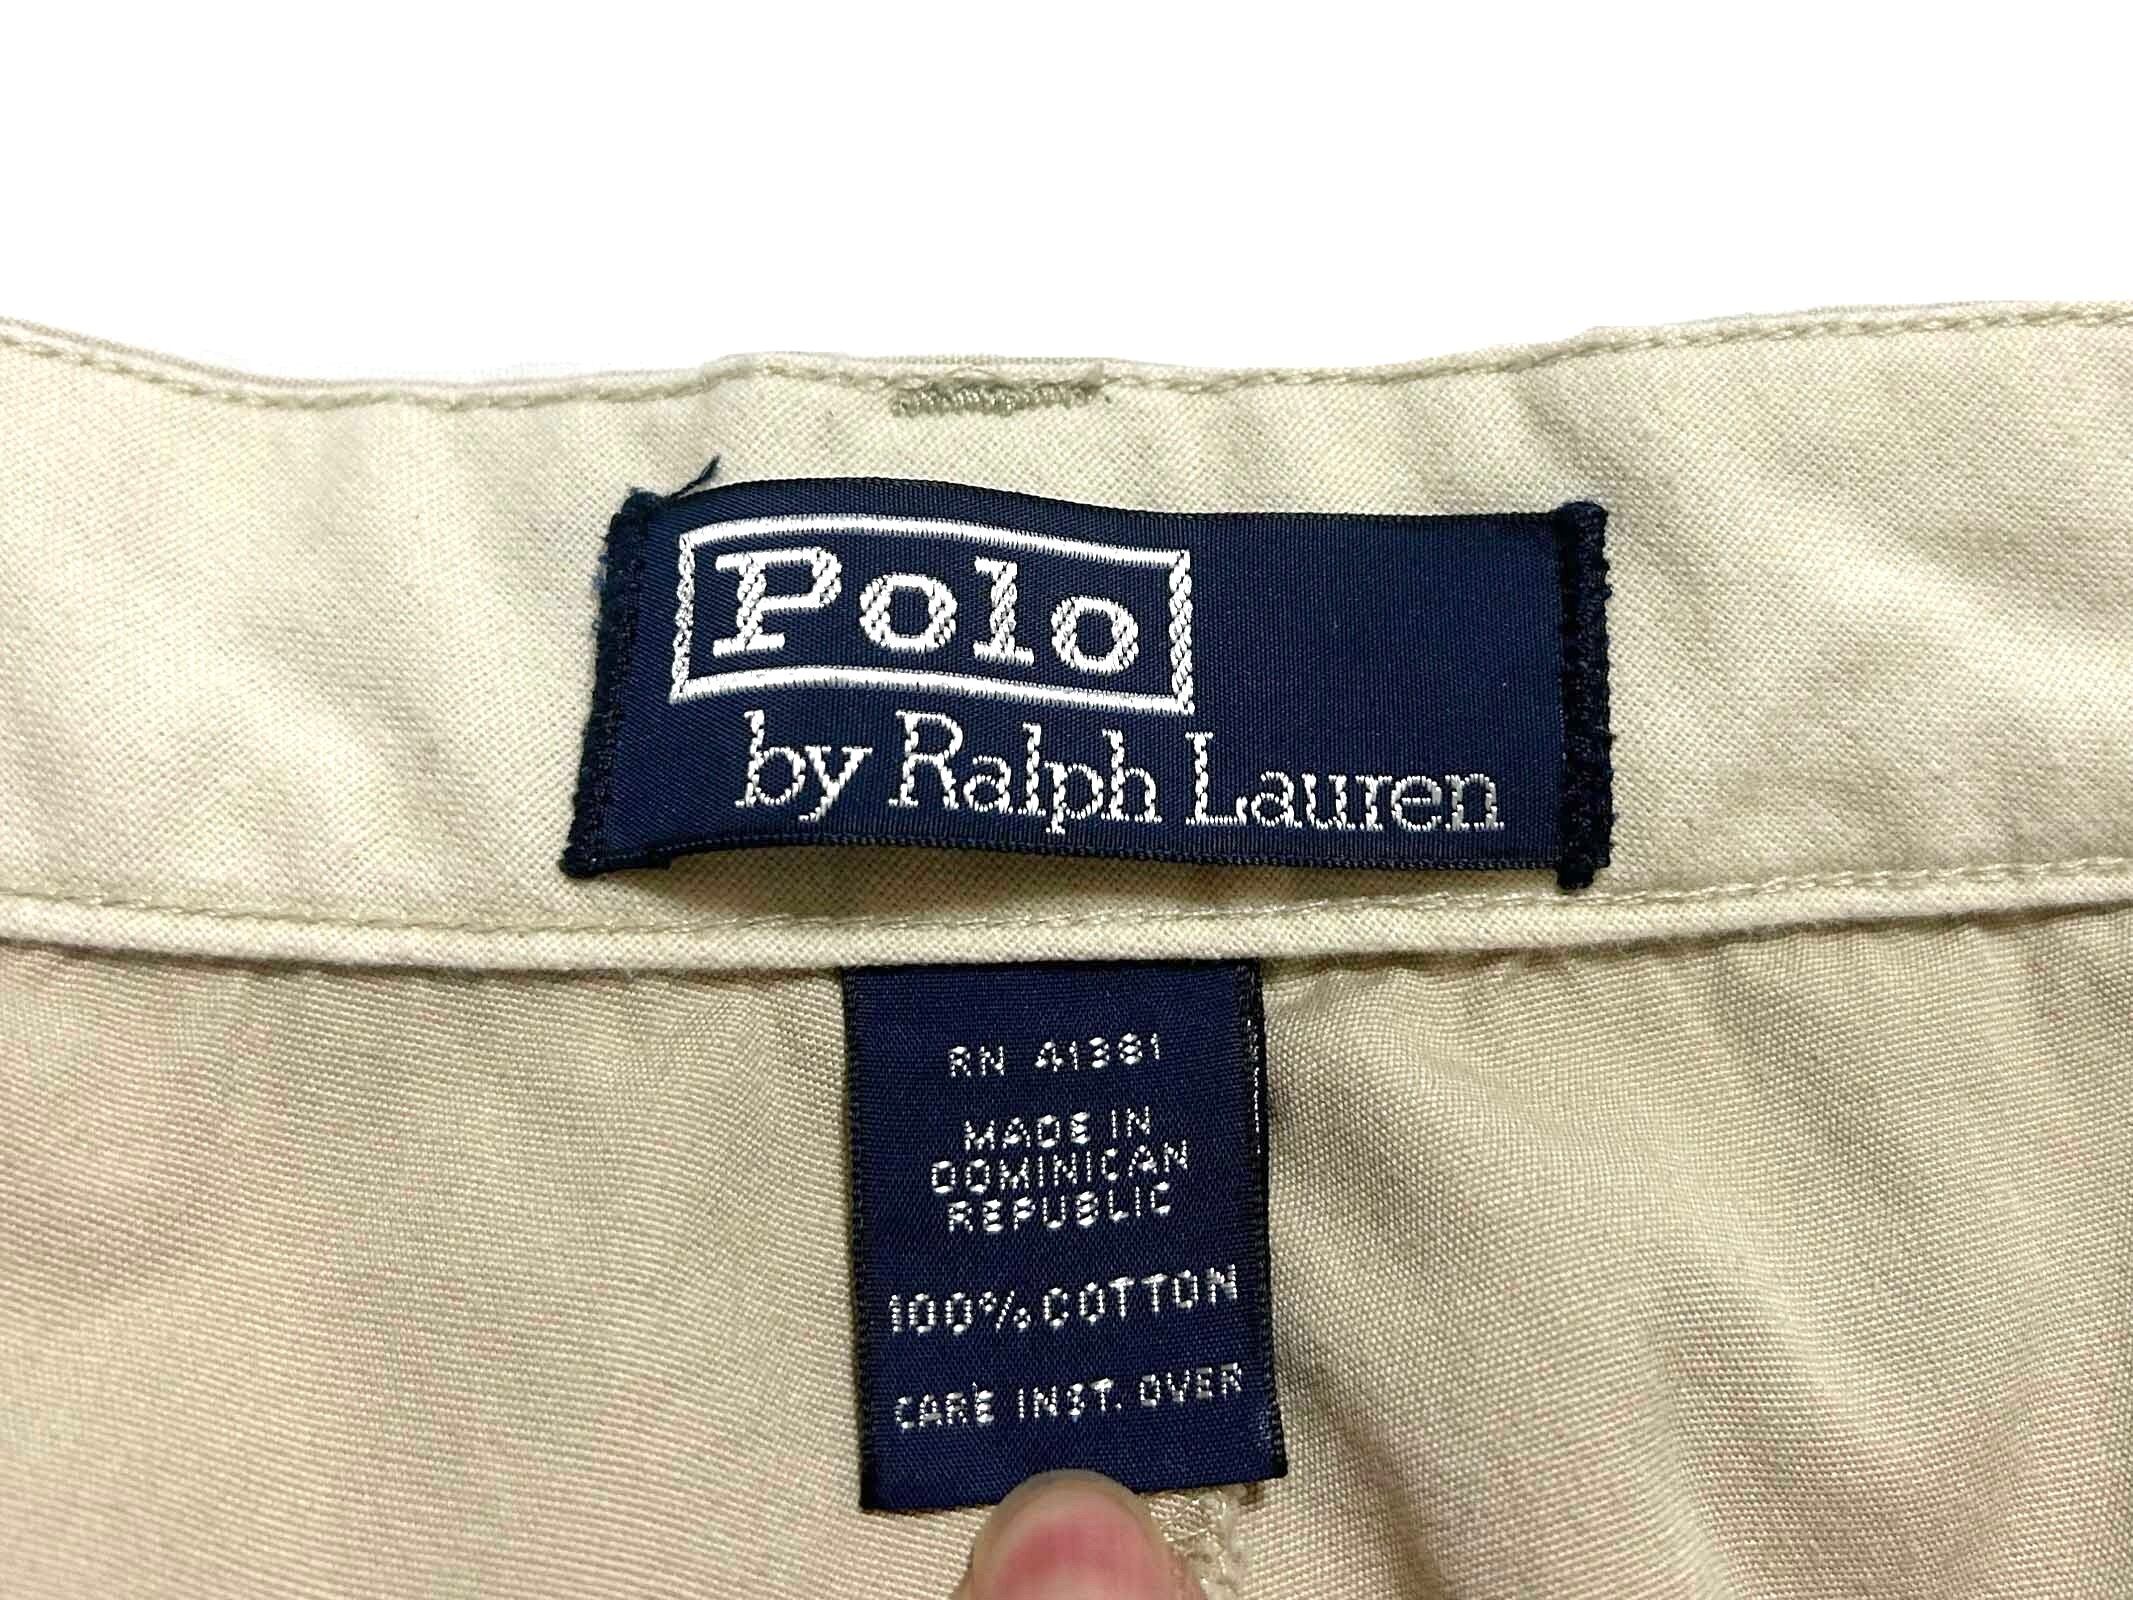 Polo
by Ralph Lauren
RN 41381
MADE IN
DOMINICAN
REPUBLIC
100% COTTON
CARE INST. OVER